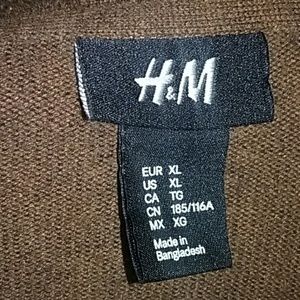 H&M
EUR XL
US XL
CA TG
CN 185/116A
MX XG
Made in
Bangladesh